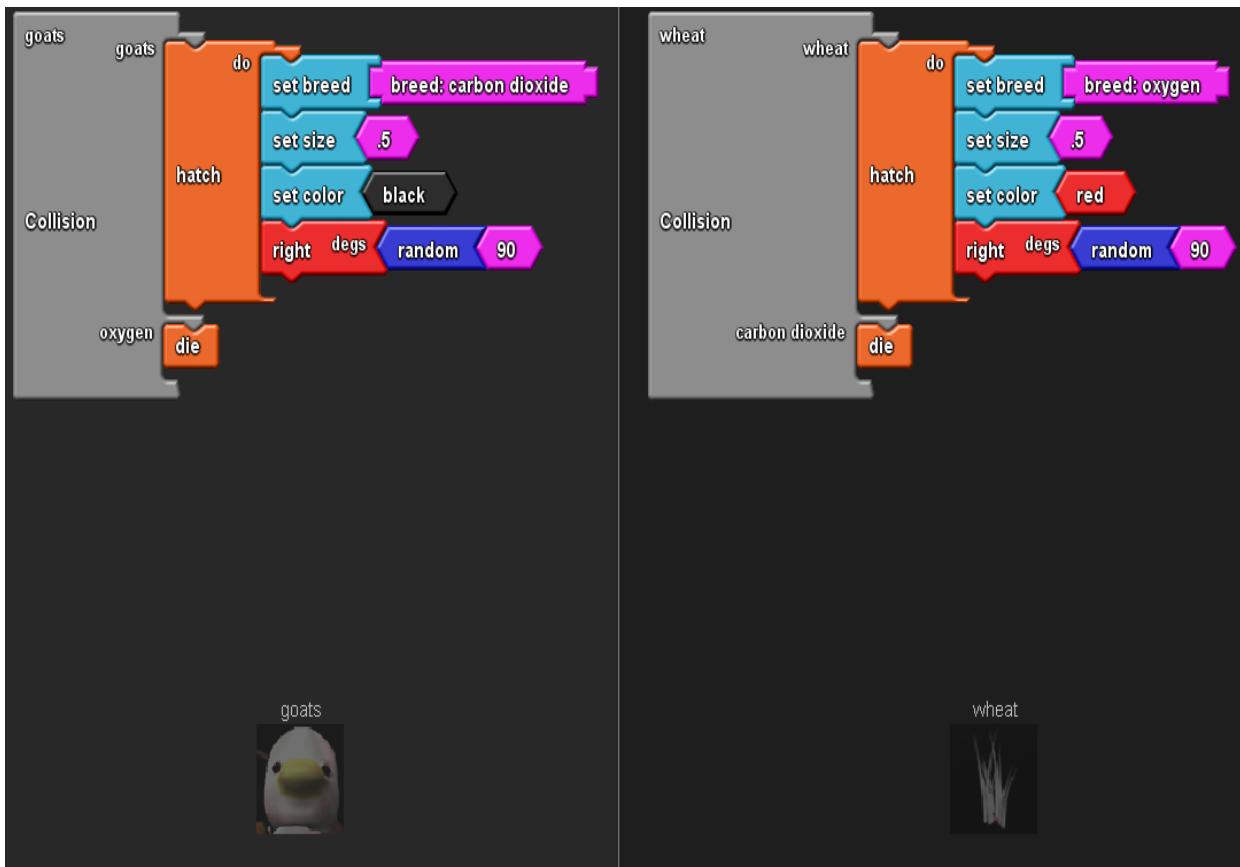 goats
goats
do
set breed breed: carbon dioxide
set size .5
hatch
set color black
Collision
right degs random 90
oxygen
die
goats
wheat
wheat
do
set breed breed: oxygen
set size .5
hatch
set color red
Collision
right degs random 90
carbon dioxide
die
wheat